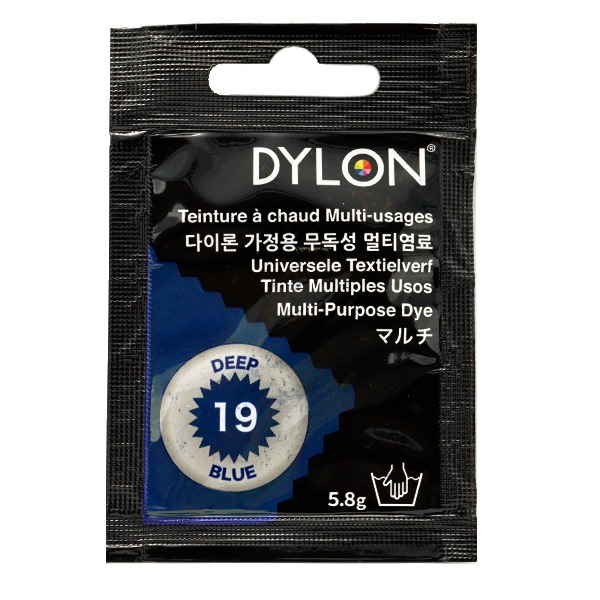 DYLON®
Teinture à chaud Multi-usages
다이론 가정용 무독성 멀티염료
Universele Textielverf
Tinte Multiples Usos
Multi-Purpose Dye
マルチ
DEEP
19
BLUE
5.8g